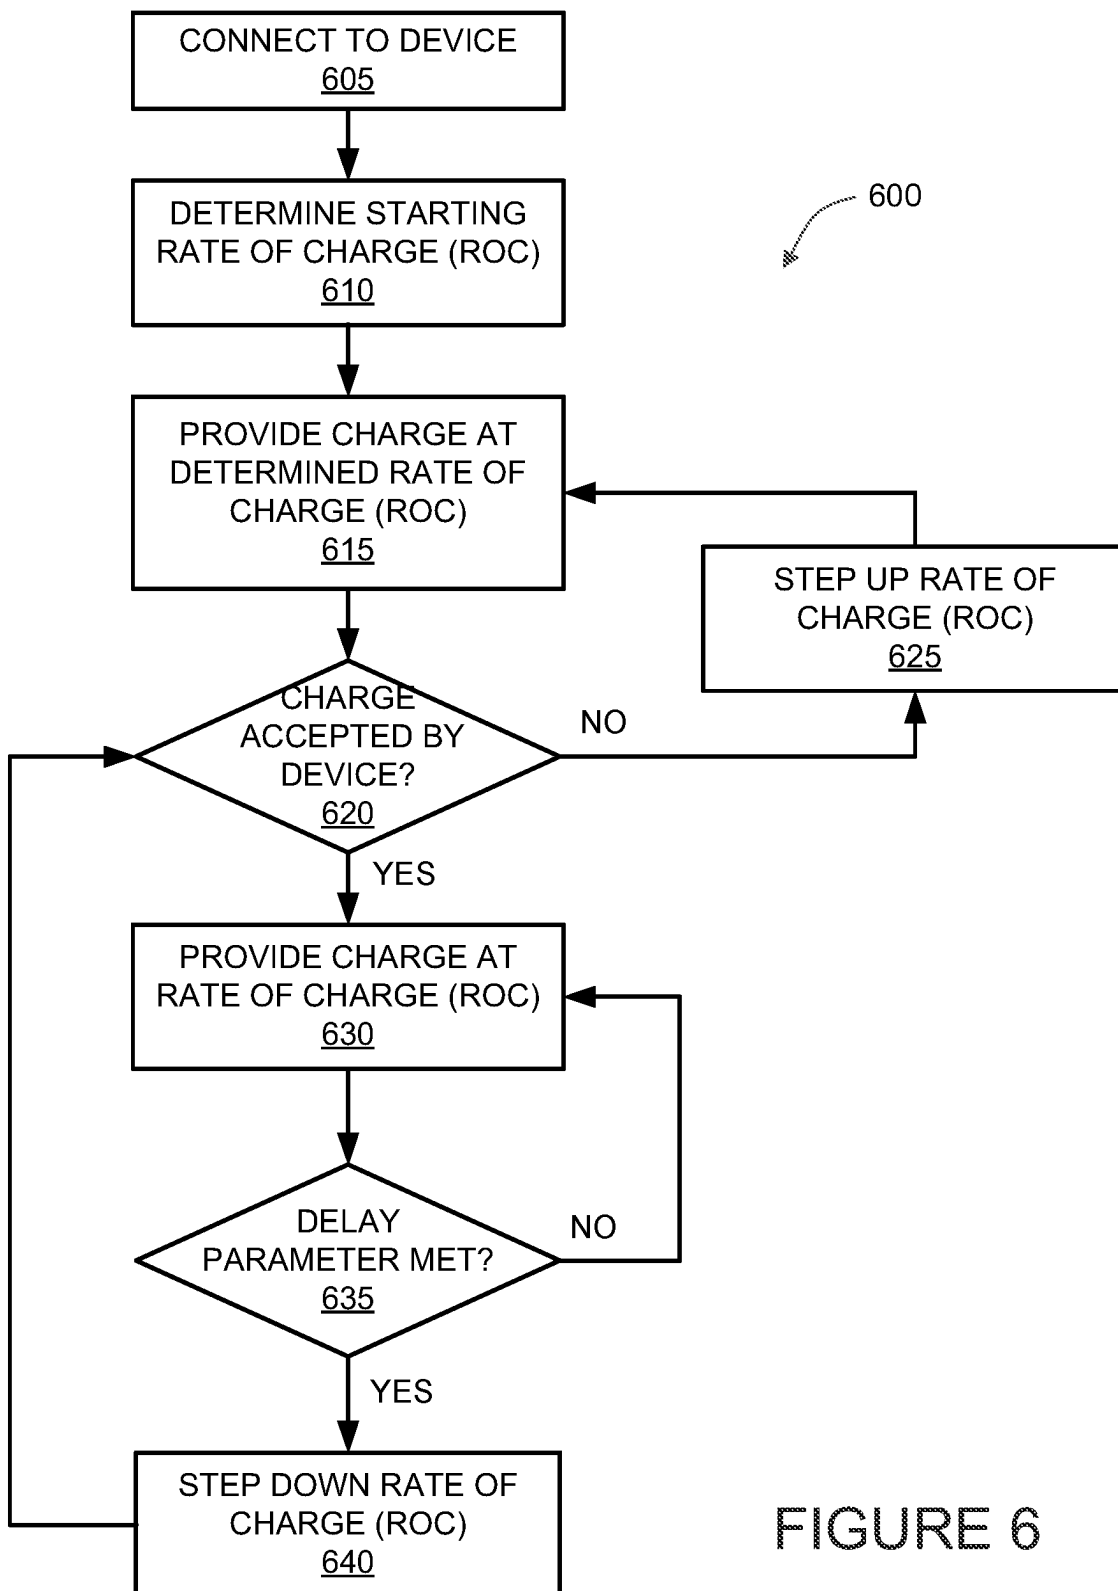 CONNECT TO DEVICE
605
600
DETERMINE STARTING
RATE OF CHARGE (ROC)
610
PROVIDE CHARGE AT
DETERMINED RATE OF
CHARGE (ROC)
615
STEP UP RATE OF
CHARGE (ROC)
625
CHARGE
ACCEPTED BY
DEVICE?
620
NO
YES
PROVIDE CHARGE AT
RATE OF CHARGE (ROC)
630
DELAY
PARAMETER MET?
635
NO
YES
STEP DOWN RATE OF
CHARGE (ROC)
640
FIGURE 6